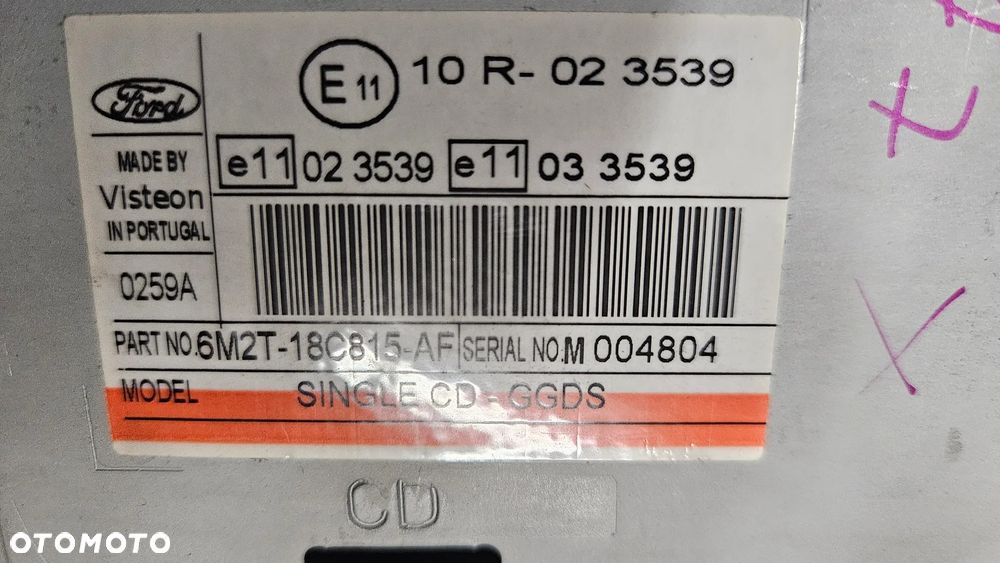 Ford
E 11 10 R- 02 3539
MADE BY
Visteon
IN PORTUGAL
e11 02 3539 e11 03 3539
0259A
PART NO.6M2T-18C815-AF SERIAL NO.M 004804
MODEL SINGLE CD - GGDS
CD
OTOMOTO